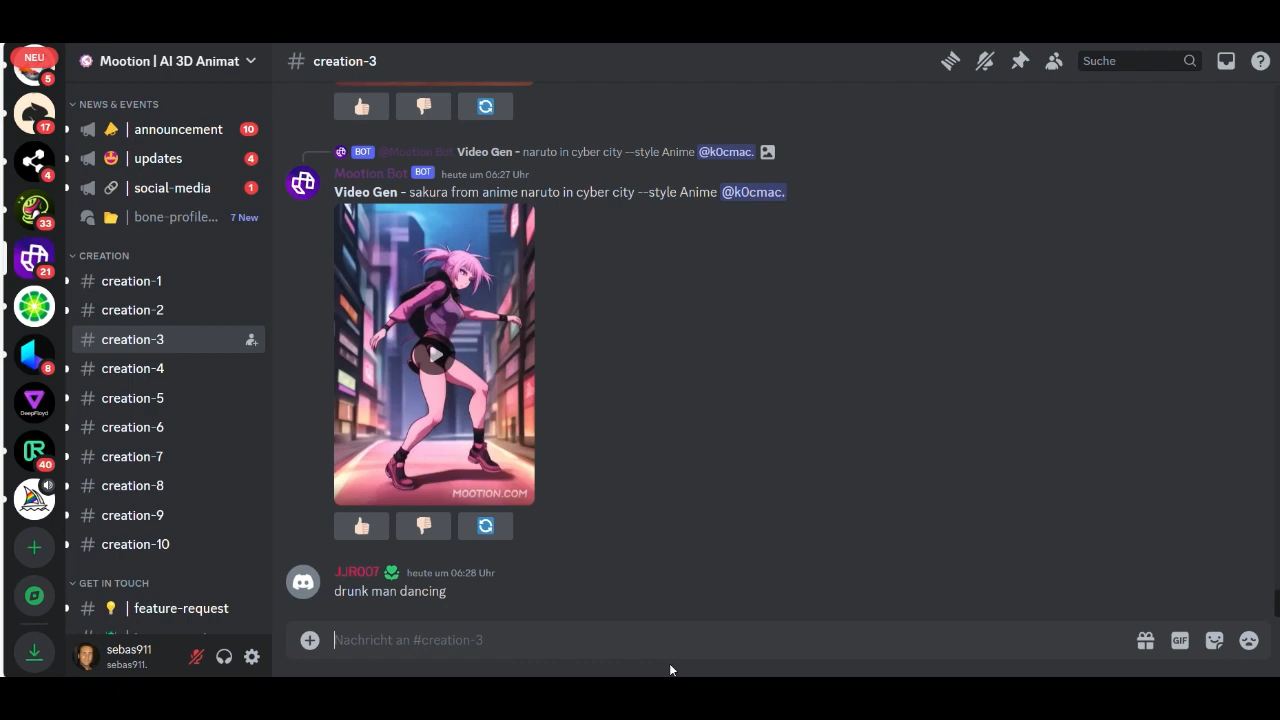 NEU
5
17
4
33
21
8
DeepFloyd
40
Mootion | AI 3D Animat
NEWS & EVENTS
| announcement 10
| updates 4
| social-media 1
| bone-profile... 7 New
CREATION
# creation-1
# creation-2
# creation-3
# creation-4
# creation-5
# creation-6
# creation-7
# creation-8
# creation-9
# creation-10
GET IN TOUCH
# | feature-request
sebas911
sebas911.
# creation-3
Suche
BOT @Mootion Bot Video Gen - naruto in cyber city --style Anime @k0cmac.
Mootion Bot BOT heute um 06:27 Uhr
Video Gen - sakura from anime naruto in cyber city --style Anime @k0cmac.
MOOTION.COM
JJR007 heute um 06:28 Uhr
drunk man dancing
Nachricht an #creation-3
GIF